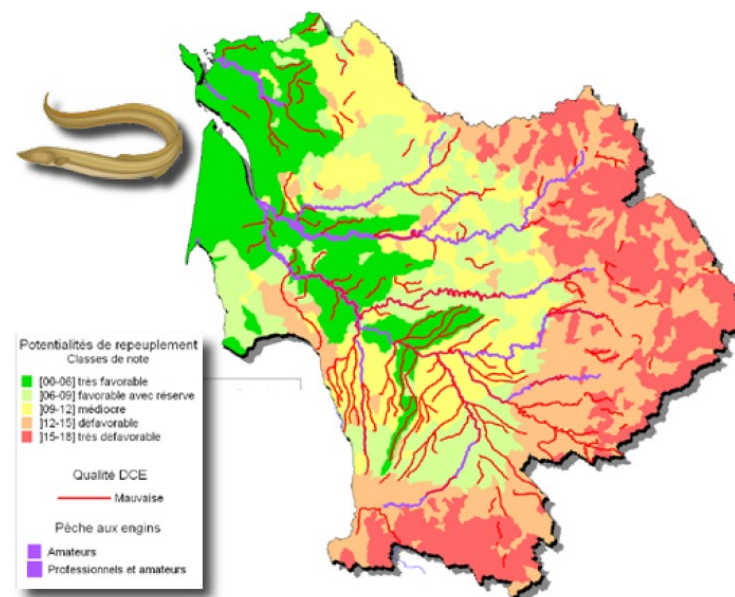 Potentialités de repeuplement
Classes de note
[00-06] très favorable
]06-09] favorable avec réserve
]09-12] médiocre
]12-15] défavorable
]15-18] très défavorable
Qualité DCE
Mauvaise
Pêche aux engins
Amateurs
Professionnels et amateurs